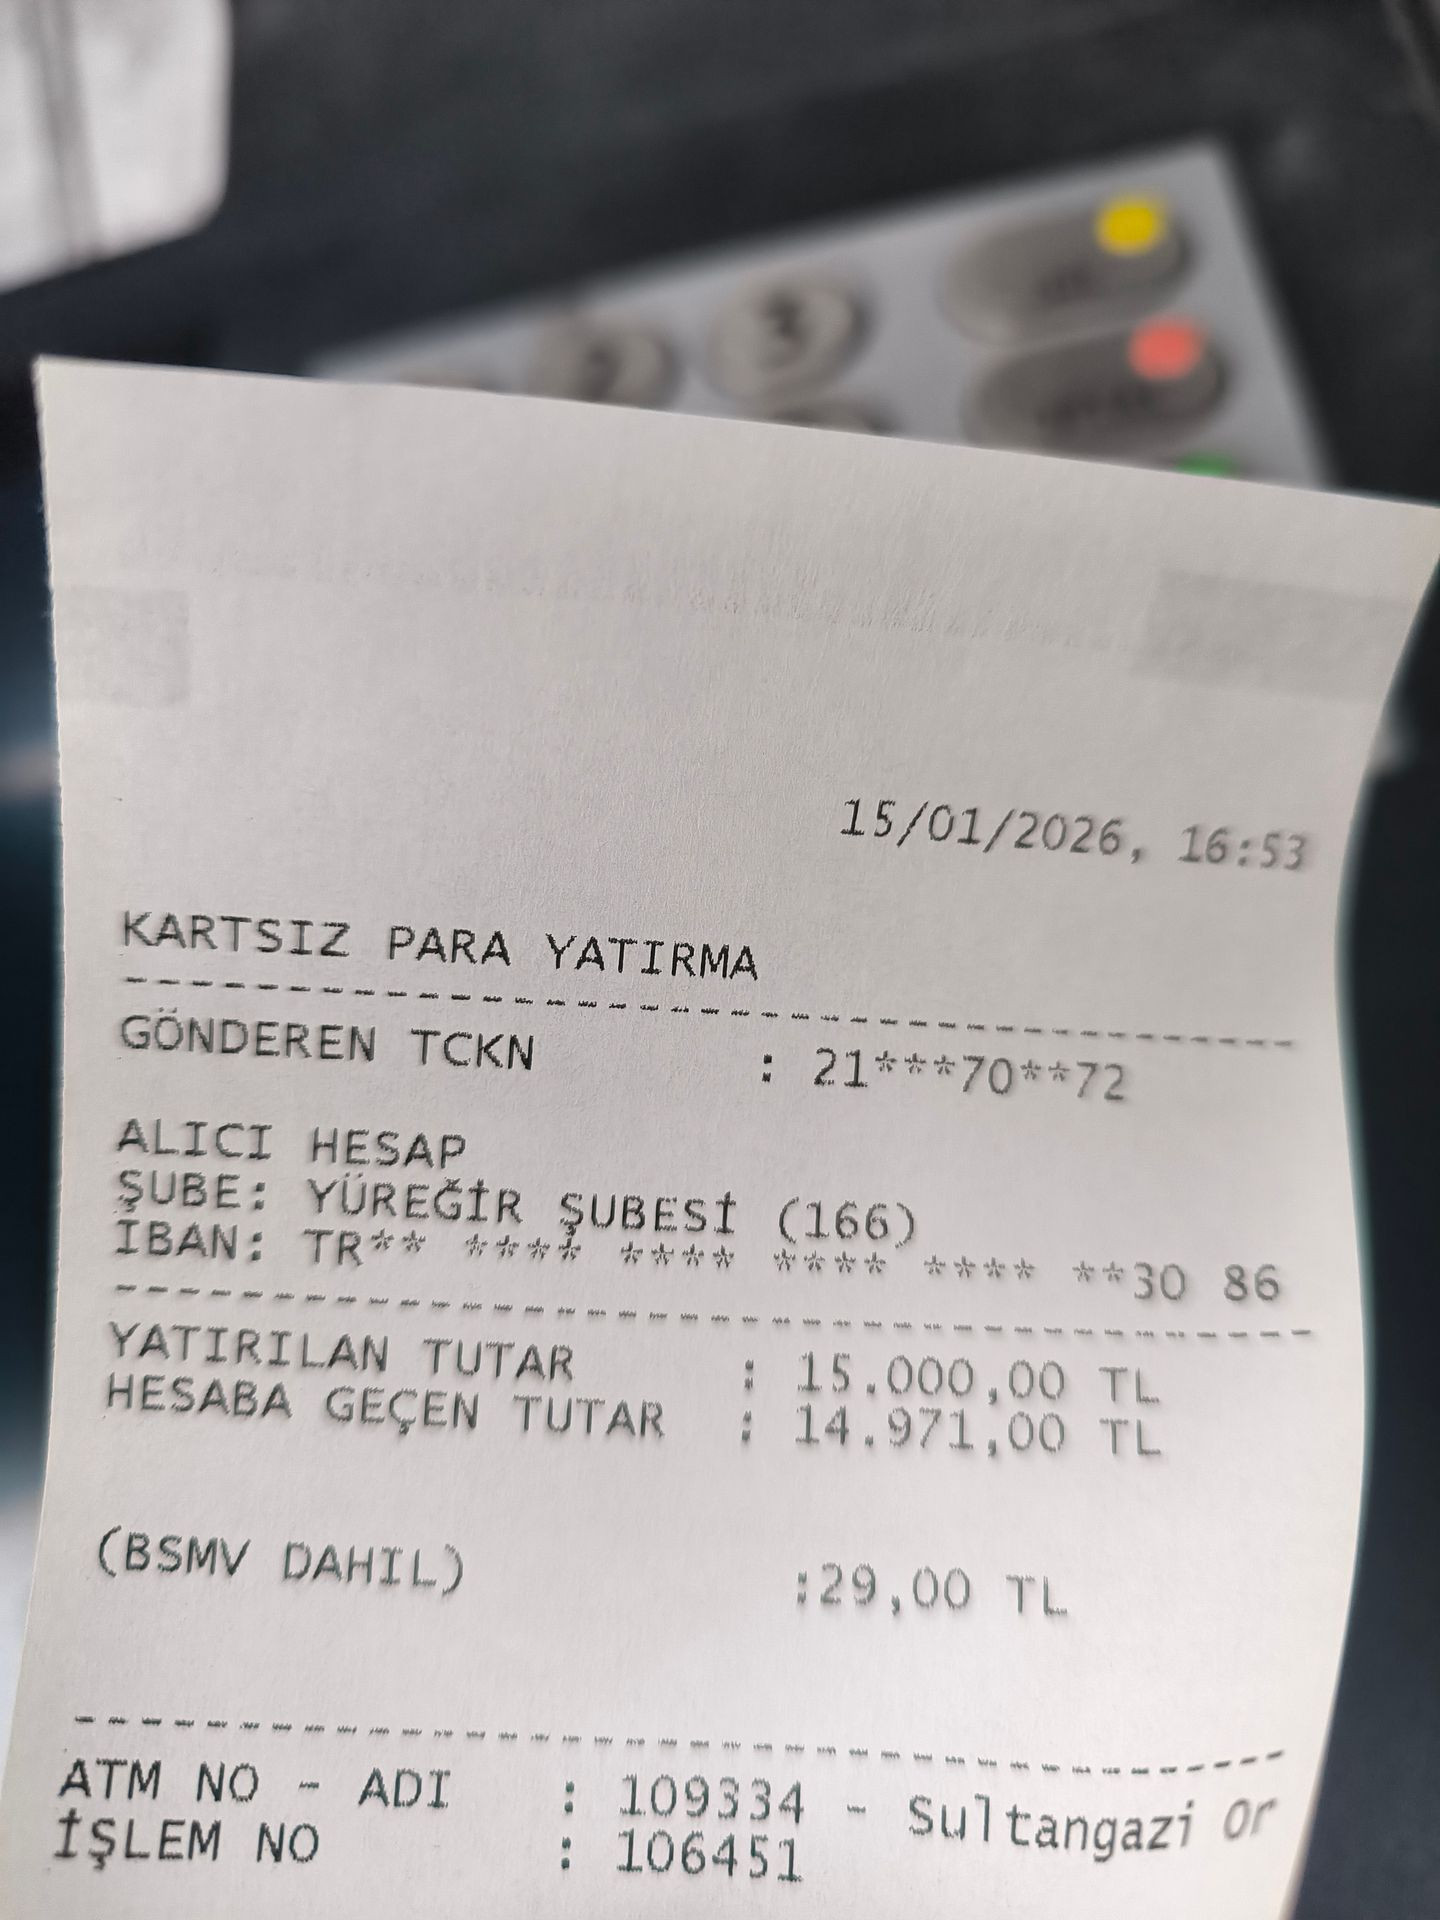 15/01/2026, 16:53
KARTSIZ PARA YATIRMA
GÖNDEREN TCKN : 21***70**72
ALICI HESAP
ŞUBE: YÜREĞİR ŞUBESİ (166)
İBAN: TR** **** **** **** **** **30 86
YATIRILAN TUTAR : 15.000,00 TL
HESABA GEÇEN TUTAR : 14.971,00 TL
(BSMV DAHIL) :29,00 TL
ATM NO - ADI : 109334 - Sultangazi Or
İŞLEM NO : 106451